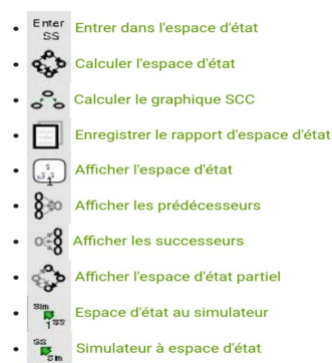 Enter
SS
Entrer dans l'espace d'état
Calculer l'espace d'état
Calculer le graphique SCC
Enregistrer le rapport d'espace d'état
Afficher l'espace d'état
1
Afficher les prédécesseurs
Afficher les successeurs
Afficher l'espace d'état partiel
Sim
1 SS
Espace d'état au simulateur
SS
Sim
Simulateur à espace d'état